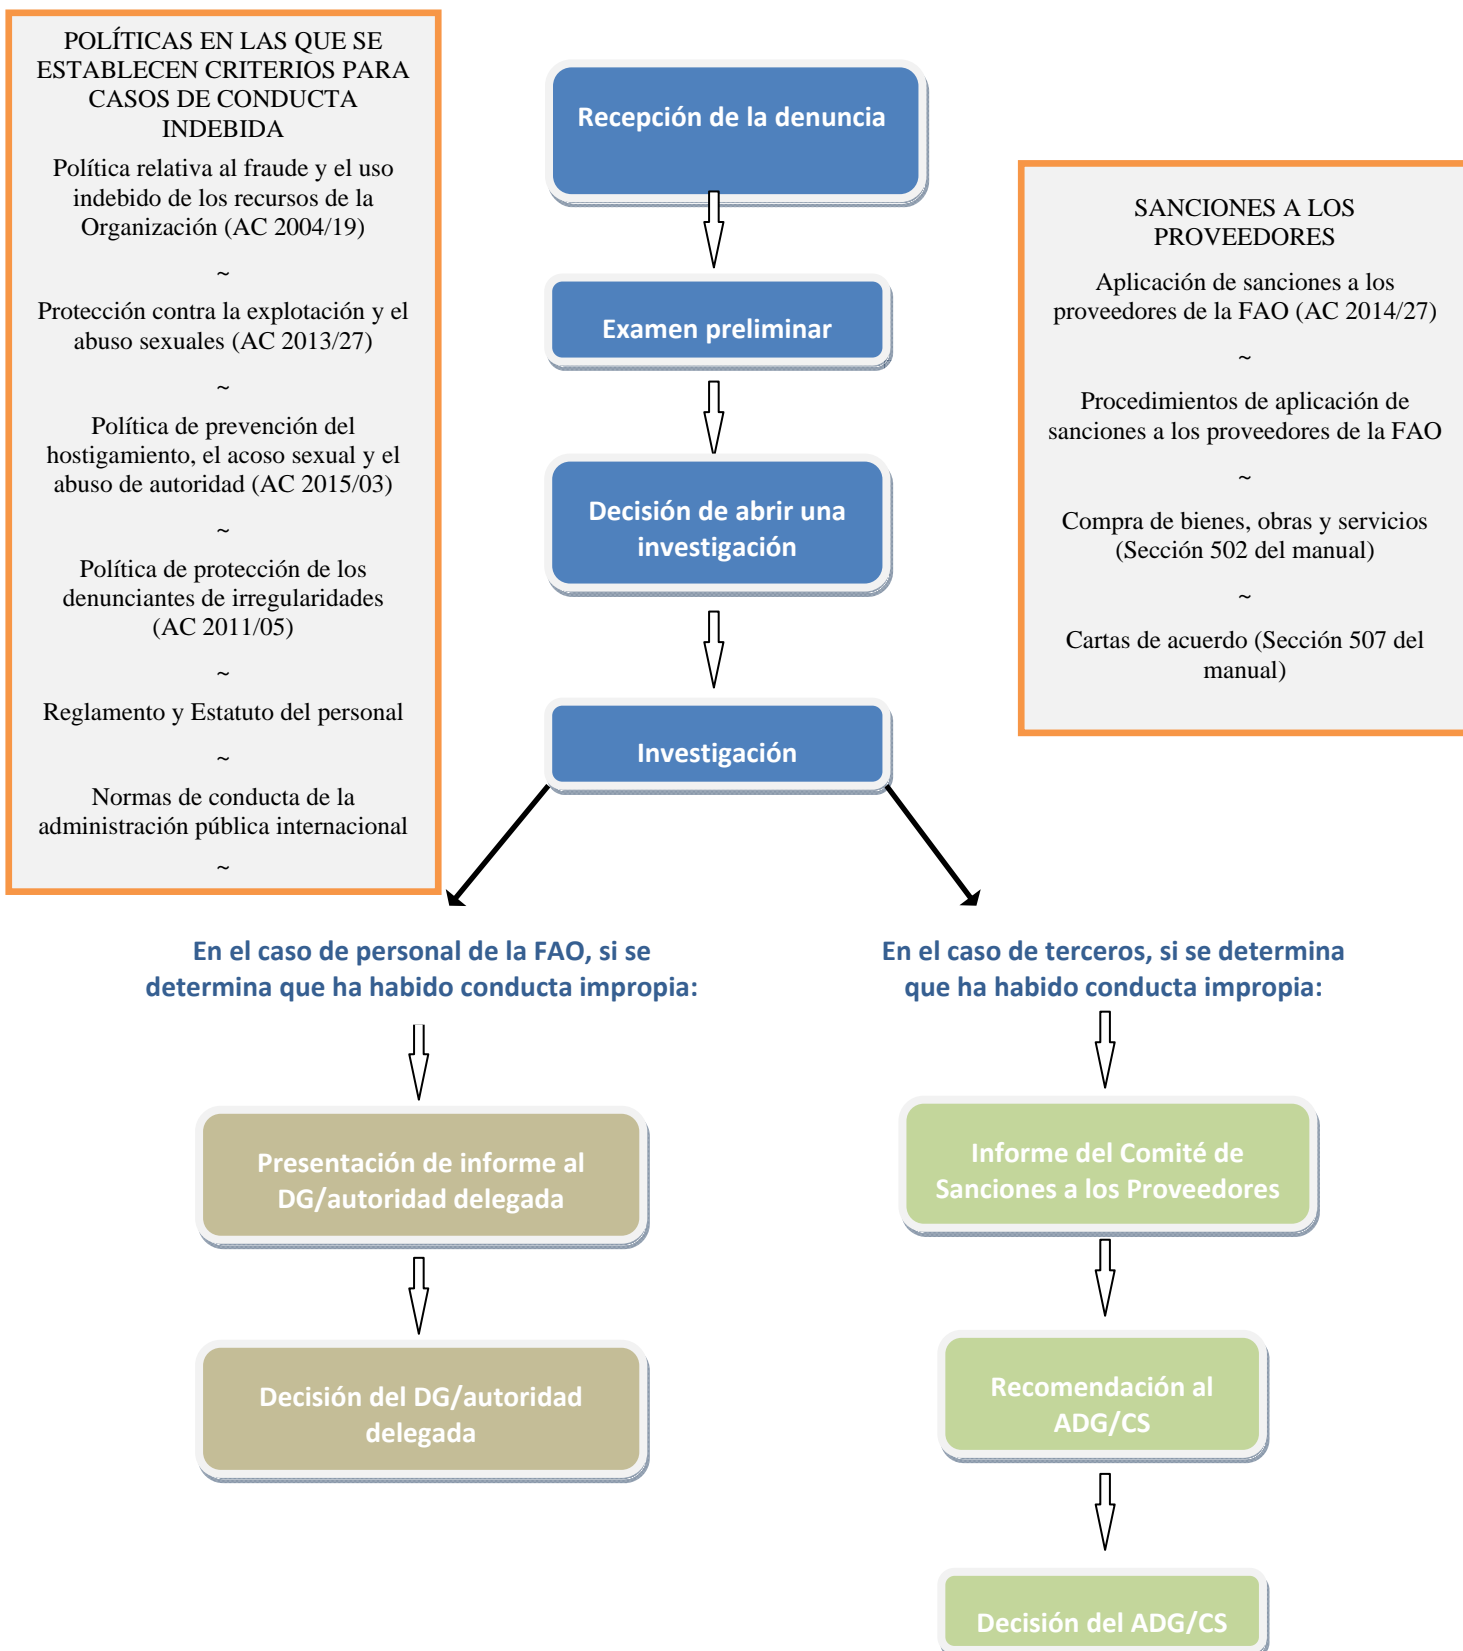 POLÍTICAS EN LAS QUE SE
ESTABLECEN CRITERIOS PARA
CASOS DE CONDUCTA
INDEBIDA
Política relativa al fraude y el uso
indebido de los recursos de la
Organización (AC 2004/19)
~
Protección contra la explotación y el
abuso sexuales (AC 2013/27)
~
Política de prevención del
hostigamiento, el acoso sexual y el
abuso de autoridad (AC 2015/03)
~
Política de protección de los
denunciantes de irregularidades
(AC 2011/05)
~
Reglamento y Estatuto del personal
~
Normas de conducta de la
administración pública internacional
~
Recepción de la denuncia
Examen preliminar
Decisión de abrir una
investigación
Investigación
SANCIONES A LOS
PROVEEDORES
Aplicación de sanciones a los
proveedores de la FAO (AC 2014/27)
~
Procedimientos de aplicación de
sanciones a los proveedores de la FAO
~
Compra de bienes, obras y servicios
(Sección 502 del manual)
~
Cartas de acuerdo (Sección 507 del
manual)
En el caso de personal de la FAO, si se
determina que ha habido conducta impropia:
Presentación de informe al
DG/autoridad delegada
Decisión del DG/autoridad
delegada
En el caso de terceros, si se determina
que ha habido conducta impropia:
Informe del Comité de
Sanciones a los Proveedores
Recomendación al
ADG/CS
Decisión del ADG/CS